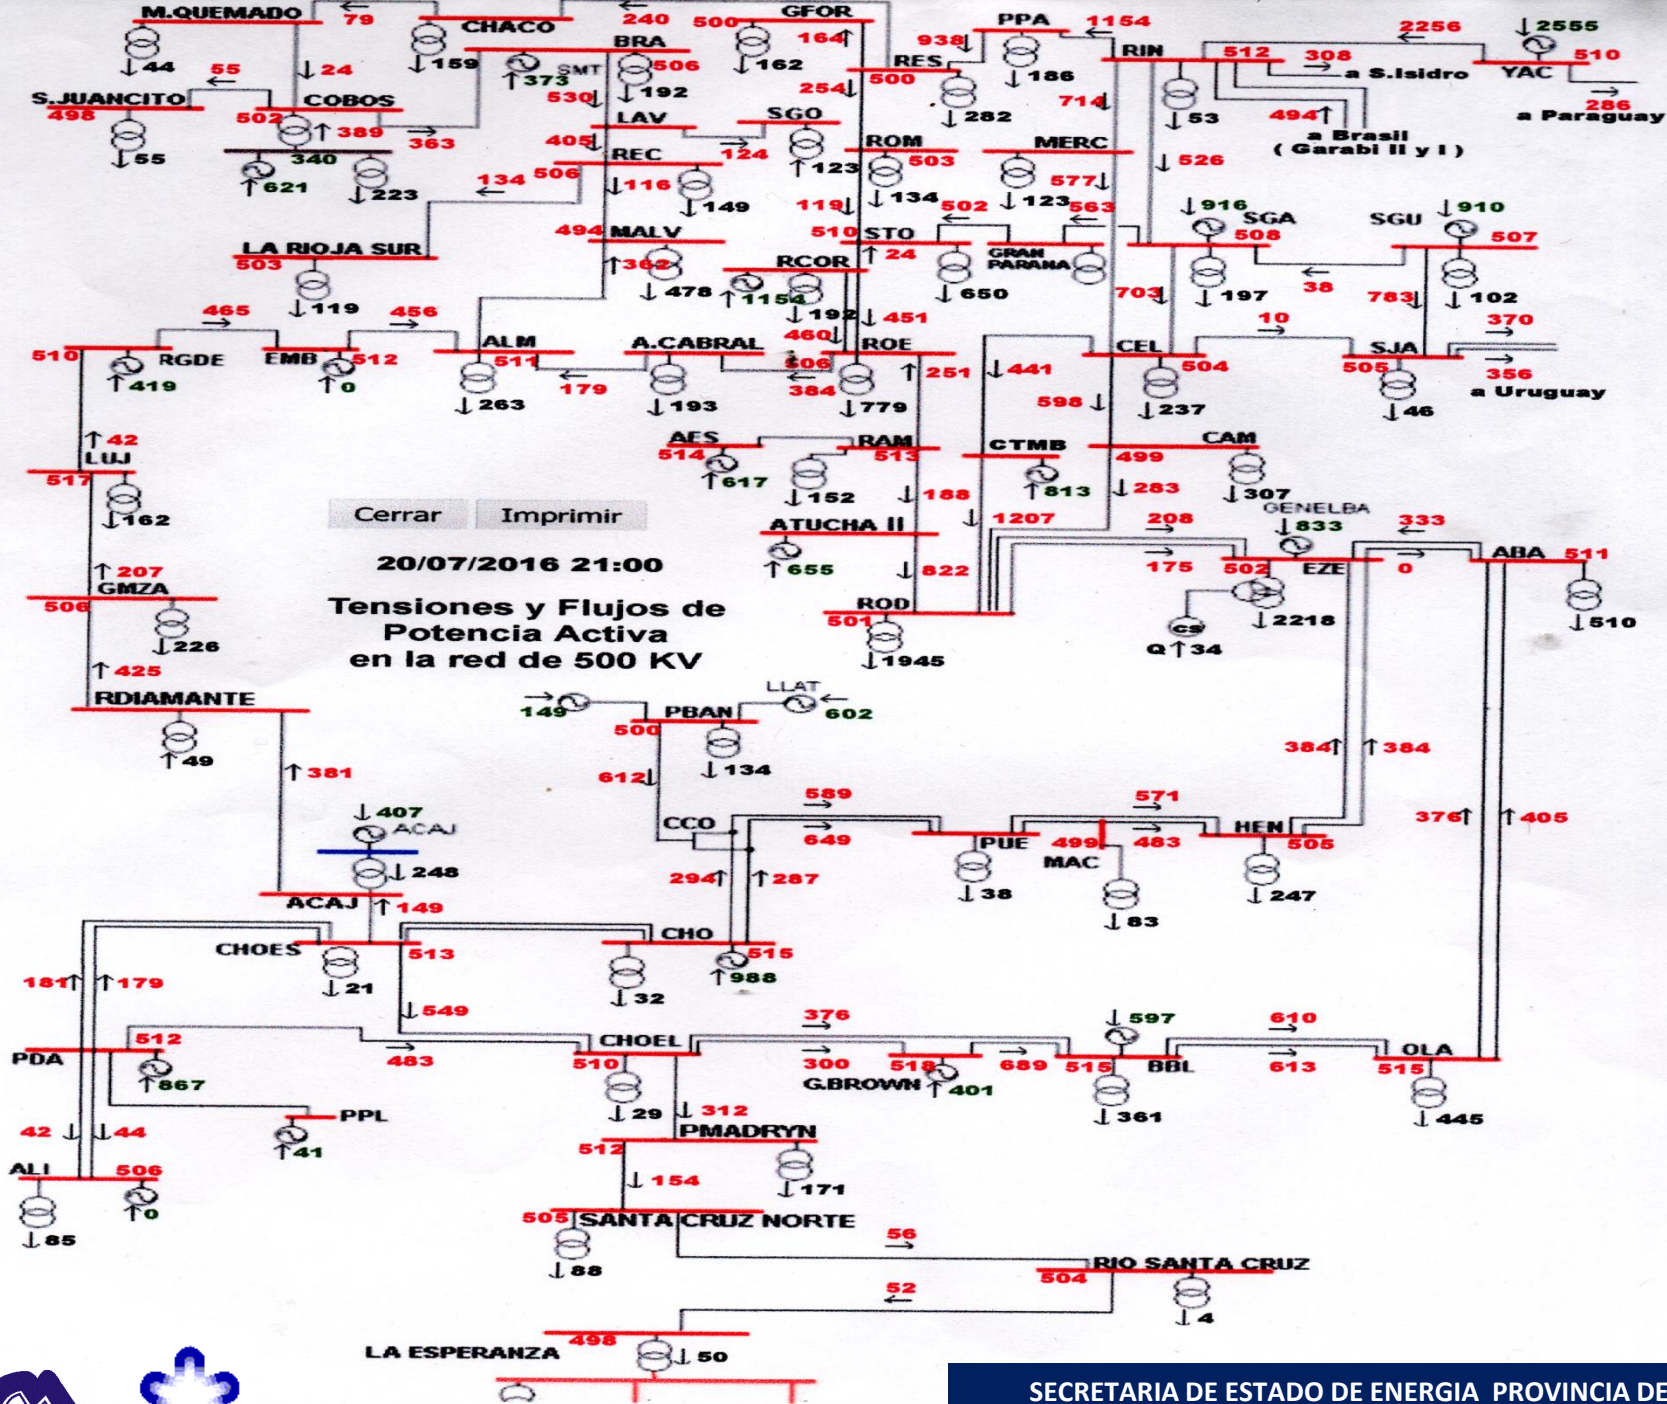 M.QUEMADO 79 CHACO 240 500 GFOR PPA 1154 2256 2555
44 24 159 373 SMT BRA 506 164 162 938 RES 500 186 RIN 512 308 a S.Isidro YAC 510
55 S.JUANCITO 498 COBOS 502 389 363 530 192 254 282 714 53 494 a Brasil 286 a Paraguay
( Garabi II y I )
55 340 621 223 LAV 405 124 SGO 123 ROM 503 134 MERC 577 123 526
REC 506 116 149 134 119 502 563 916 SGA 508 SGU 910 507
LA RIOJA SUR 503 119 494 MALV 478 RCOR 1154 510 STO 24 650 GRAN PARANA 703 197 38 783 102
465 456 192 460 451 10 370
510 RGDE 419 EMB 512 0 ALM 511 263 179 A.CABRAL 193 384 ROE 779 251 441 CEL 504 237 598 SJA 505 46 356
a Uruguay
42 LUJ 517 162 AES 514 617 RAM 513 152 188 CTMB 813 CAM 499 307 283
Cerrar Imprimir
ATUCHA II 655 822 1207 208 175 GENELBA 833 502 EZE 333 0 ABA 511 510
20/07/2016 21:00
207 GMZA 506 226 ROD 501 1945 cs Q 34 2218
Tensiones y Flujos de
Potencia Activa
en la red de 500 KV
425 RDIAMANTE 49 149 PBAN 500 LLAT 602 134
381 612 384 384
407 ACAJ 248 589 571 376 405
CCO 649 PUE 38 499 MAC 83 483 HEN 505 247
ACAJ 149 294 287
CHOES 513 21 CHO 515 32 988
181 179 549 376 597 610
PDA 512 867 483 CHOEL 510 29 300 518 G.BROWN 401 689 515 BBL 361 613 OLA 515 445
PPL 41 312
42 44 PMADRYN 512 171
ALI 506 85 0 154
505 SANTA CRUZ NORTE 88 56
RIO SANTA CRUZ 504 4
52
LA ESPERANZA 498 50
SECRETARIA DE ESTADO DE ENERGIA PROVINCIA DE